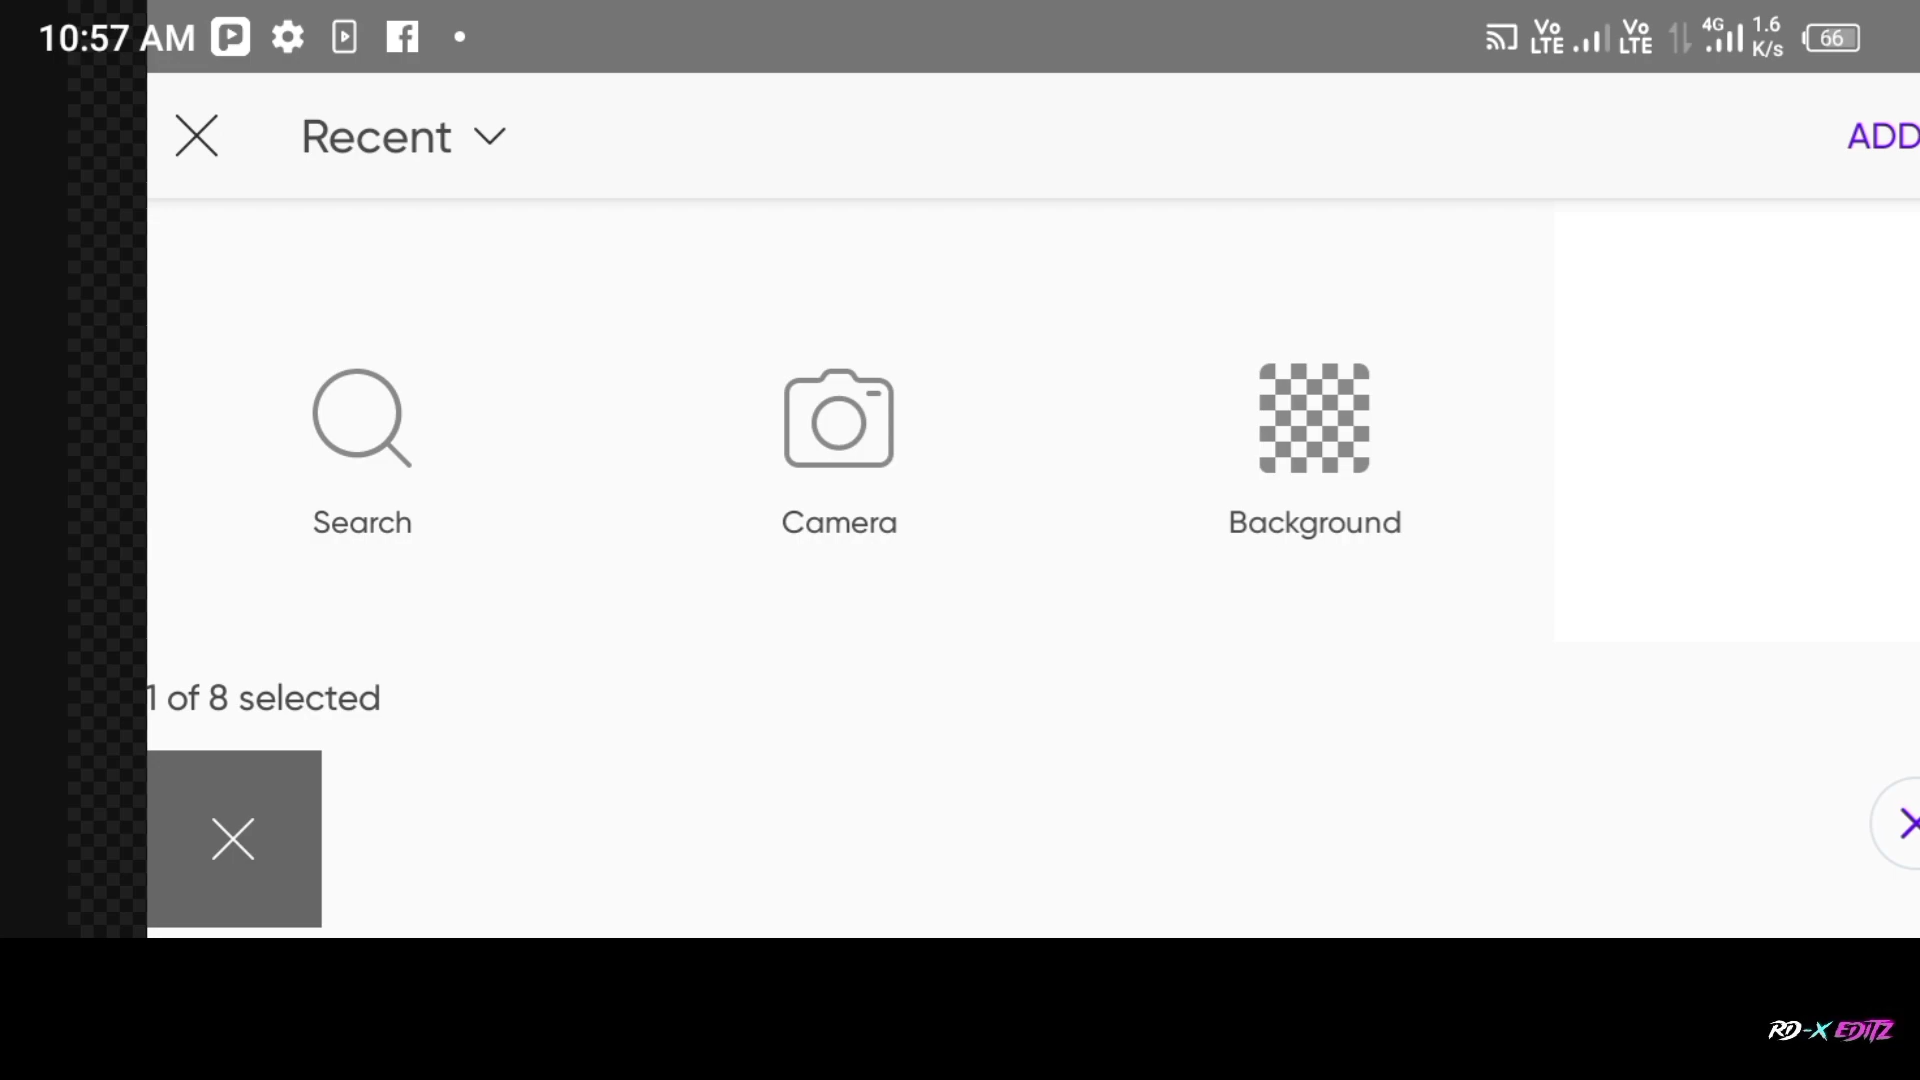 10:57 AM
Vo LTE Vo LTE 4G 1.6 K/s 66
Recent
ADD
Search
Camera
Background
1 of 8 selected
RD-X EDITZ